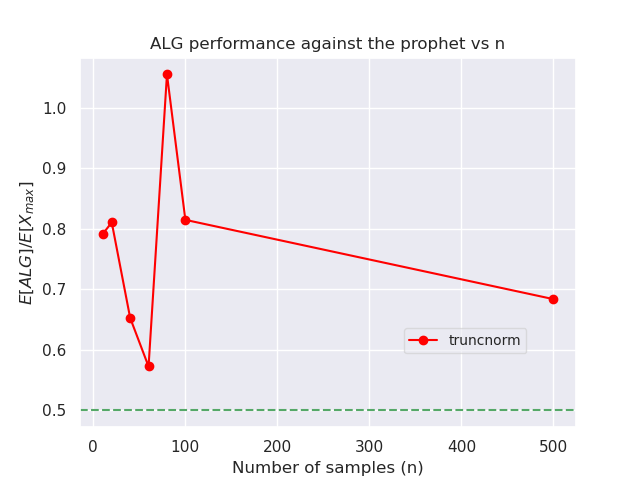 ALG performance against the prophet vs n
E[ALG]/E[X_max]
1.0
0.9
0.8
0.7
0.6
0.5
truncnorm
0 100 200 300 400 500
Number of samples (n)